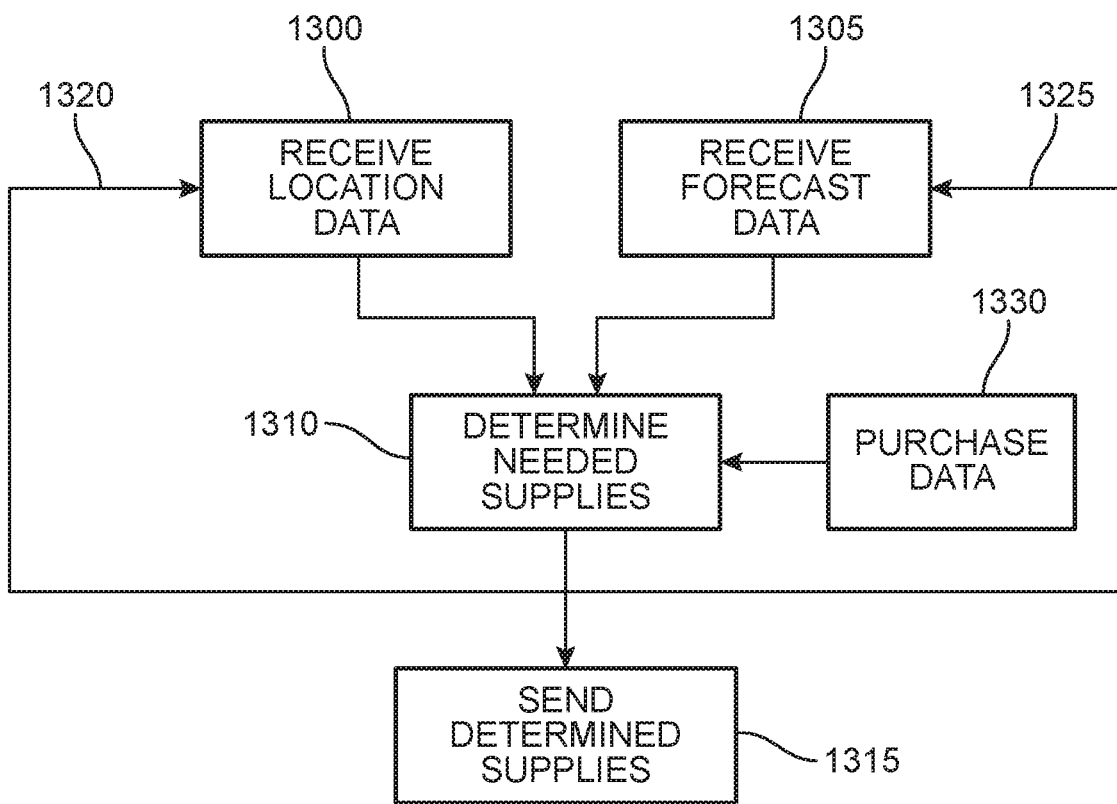 1300
1305
1320
1325
RECEIVE
LOCATION
DATA
RECEIVE
FORECAST
DATA
1330
1310
DETERMINE
NEEDED
SUPPLIES
PURCHASE
DATA
SEND
DETERMINED
SUPPLIES
1315